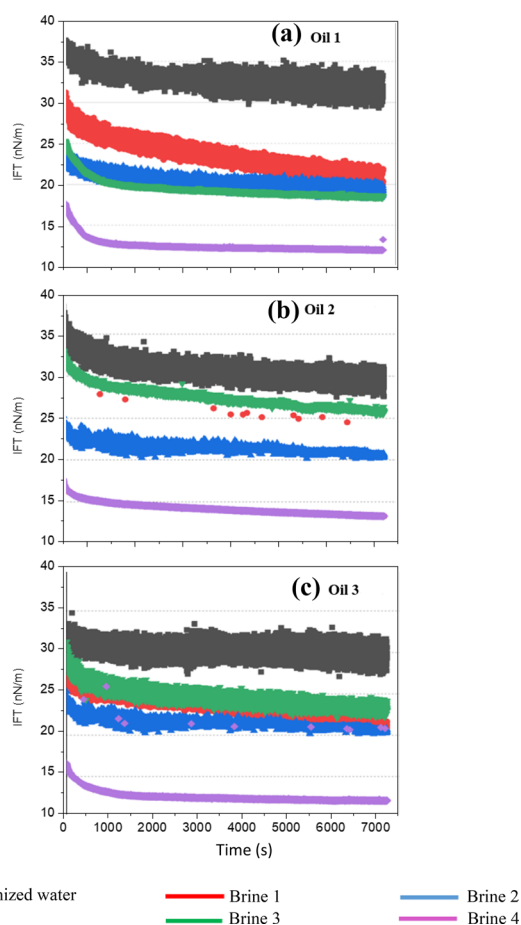 (a) Oil 1
40
35
30
25
20
15
10
IFT (nN/m)
(b) Oil 2
40
35
30
25
20
15
10
IFT (nN/m)
(c) Oil 3
40
35
30
25
20
15
10
IFT (nN/m)
0 1000 2000 3000 4000 5000 6000 7000
Time (s)
nized water Brine 1 Brine 2
Brine 3 Brine 4